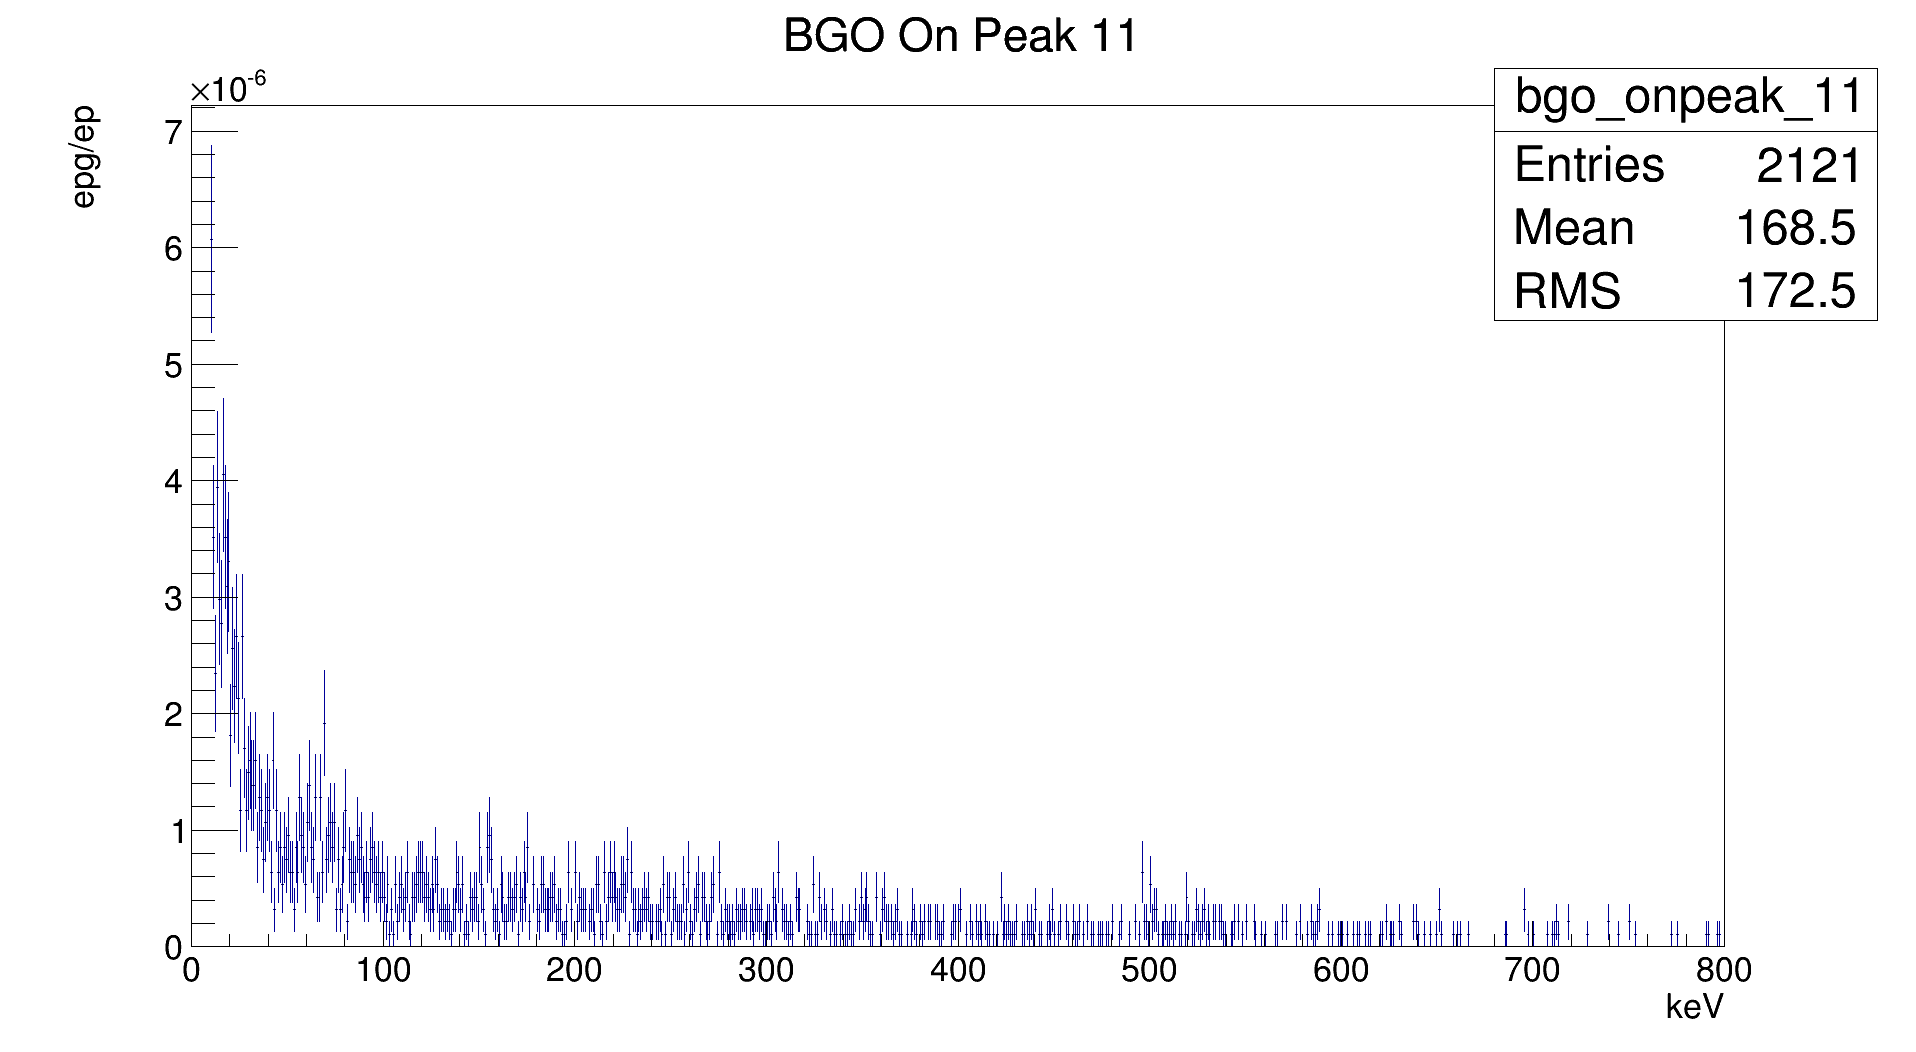 BGO On Peak 11
×10-6
epg/ep
bgo_onpeak_11
Entries 2121
Mean 168.5
RMS 172.5
7
6
5
4
3
2
1
0
0 100 200 300 400 500 600 700 800
keV